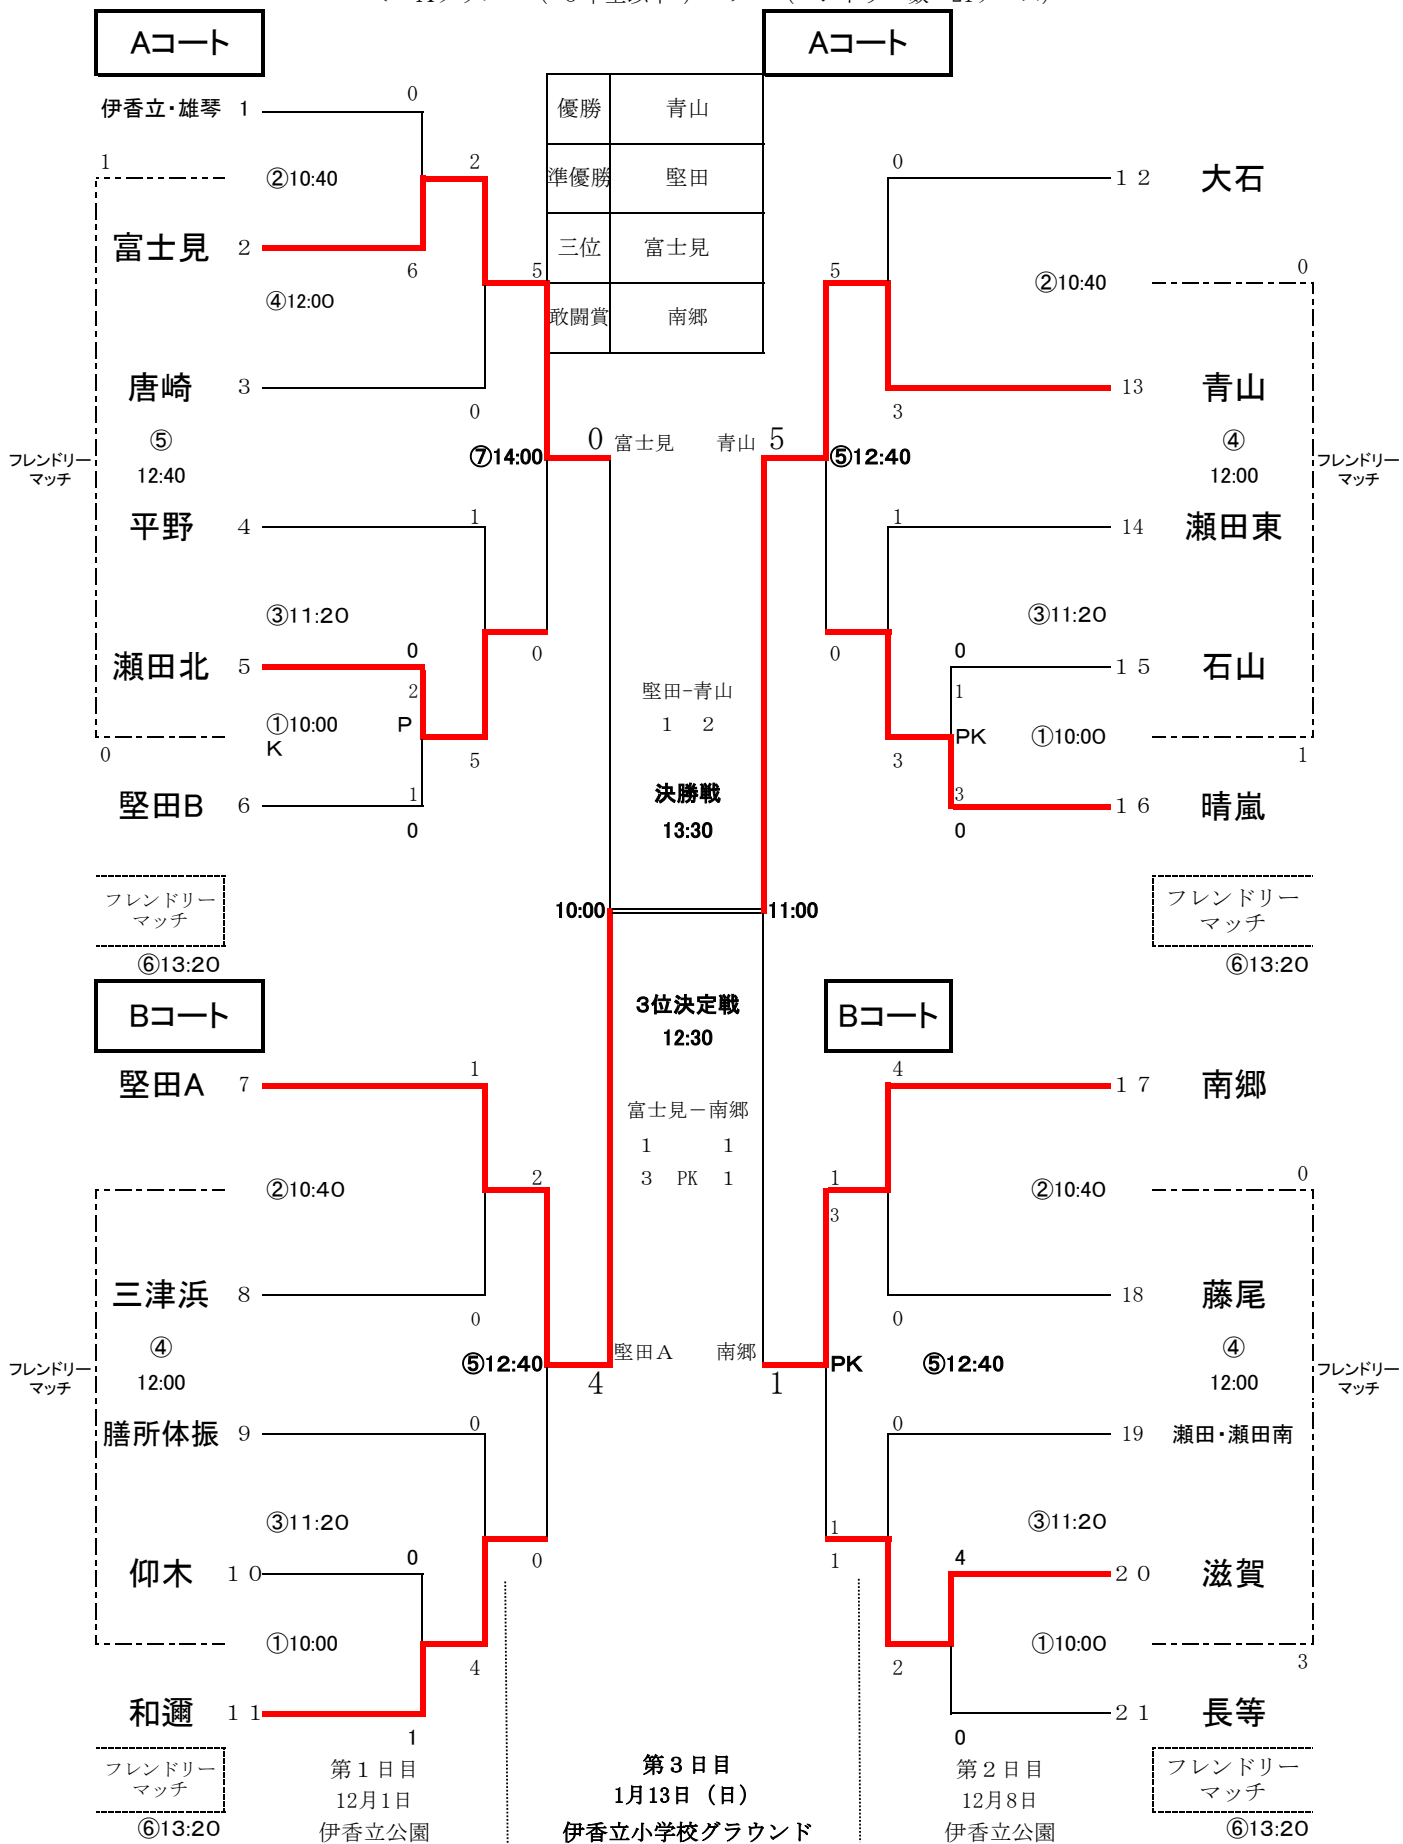 Aコート
Aコート
伊香立・雄琴 1
0
優勝 青山
準優勝 堅田
三位 富士見
敢闘賞 南郷
1
②10:40
2
0
12 大石
富士見 2
6
5
5
②10:40
0
④12:00
唐崎 3
0
3
13 青山
⑤
12:40
フレンドリー
マッチ
⑦14:00
0 富士見
青山 5
⑤12:40
④
12:00
フレンドリー
マッチ
平野 4
1
1
14 瀬田東
③11:20
③11:20
瀬田北 5
0
2
0
0
0
1
15 石山
堅田-青山
1 2
①10:00 P
K
0
5
3
PK ①10:00
1
堅田B 6
1
0
決勝戦
13:30
3
0
16 晴嵐
フレンドリー
マッチ
⑥13:20
10:00
11:00
フレンドリー
マッチ
⑥13:20
Bコート
3位決定戦
12:30
Bコート
堅田A 7
1
4
17 南郷
富士見－南郷
1 1
3 PK 1
②10:40
2
1
3
②10:40
0
三津浜 8
0
0
18 藤尾
④
12:00
フレンドリー
マッチ
⑤12:40
堅田A
4
南郷
1
PK
⑤12:40
④
12:00
フレンドリー
マッチ
膳所体振 9
0
0
19 瀬田・瀬田南
③11:20
1
③11:20
仰木 10
0
0
1
4
20 滋賀
①10:00
4
2
①10:00
3
和邇 11
1
0
21 長等
フレンドリー
マッチ
⑥13:20
第1日目
12月1日
伊香立公園
第3日目
1月13日（日）
伊香立小学校グラウンド
第2日目
12月8日
伊香立公園
フレンドリー
マッチ
⑥13:20